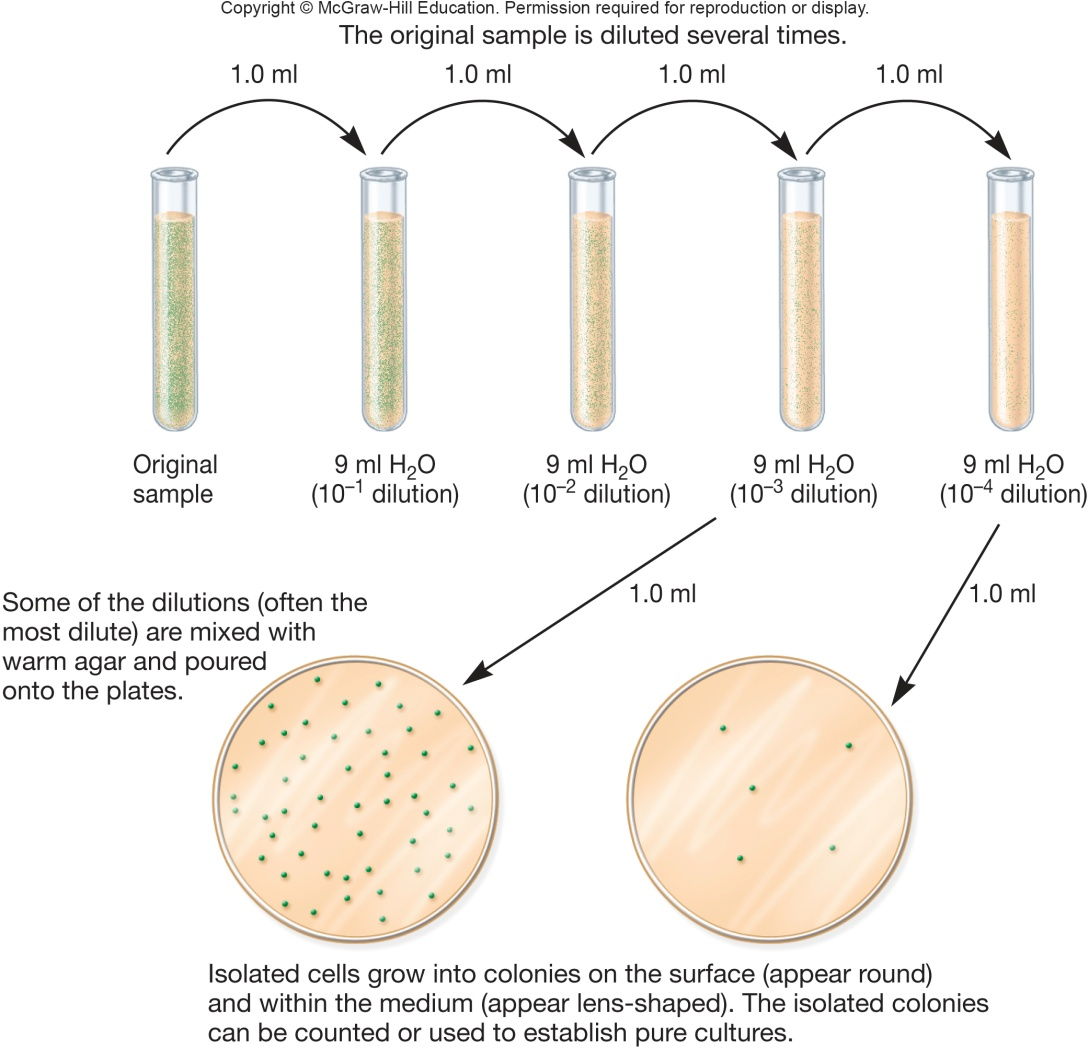 Copyright © McGraw-Hill Education. Permission required for reproduction or display.
The original sample is diluted several times.
1.0 ml 1.0 ml 1.0 ml 1.0 ml
Original
sample
9 ml H₂O
(10⁻¹ dilution)
9 ml H₂O
(10⁻² dilution)
9 ml H₂O
(10⁻³ dilution)
9 ml H₂O
(10⁻⁴ dilution)
1.0 ml
1.0 ml
Some of the dilutions (often the
most dilute) are mixed with
warm agar and poured
onto the plates.
Isolated cells grow into colonies on the surface (appear round)
and within the medium (appear lens-shaped). The isolated colonies
can be counted or used to establish pure cultures.